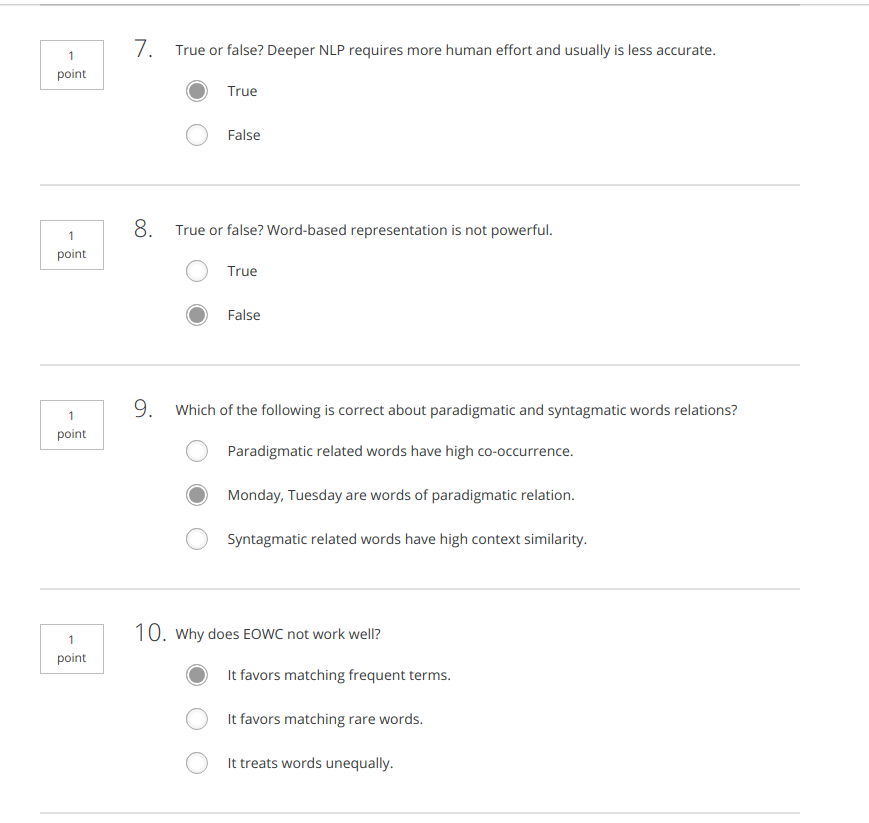 1
point
7. True or false? Deeper NLP requires more human effort and usually is less accurate.
True
False
1
point
8. True or false? Word-based representation is not powerful.
True
False
1
point
9. Which of the following is correct about paradigmatic and syntagmatic words relations?
Paradigmatic related words have high co-occurrence.
Monday, Tuesday are words of paradigmatic relation.
Syntagmatic related words have high context similarity.
1
point
10. Why does EOWC not work well?
It favors matching frequent terms.
It favors matching rare words.
It treats words unequally.